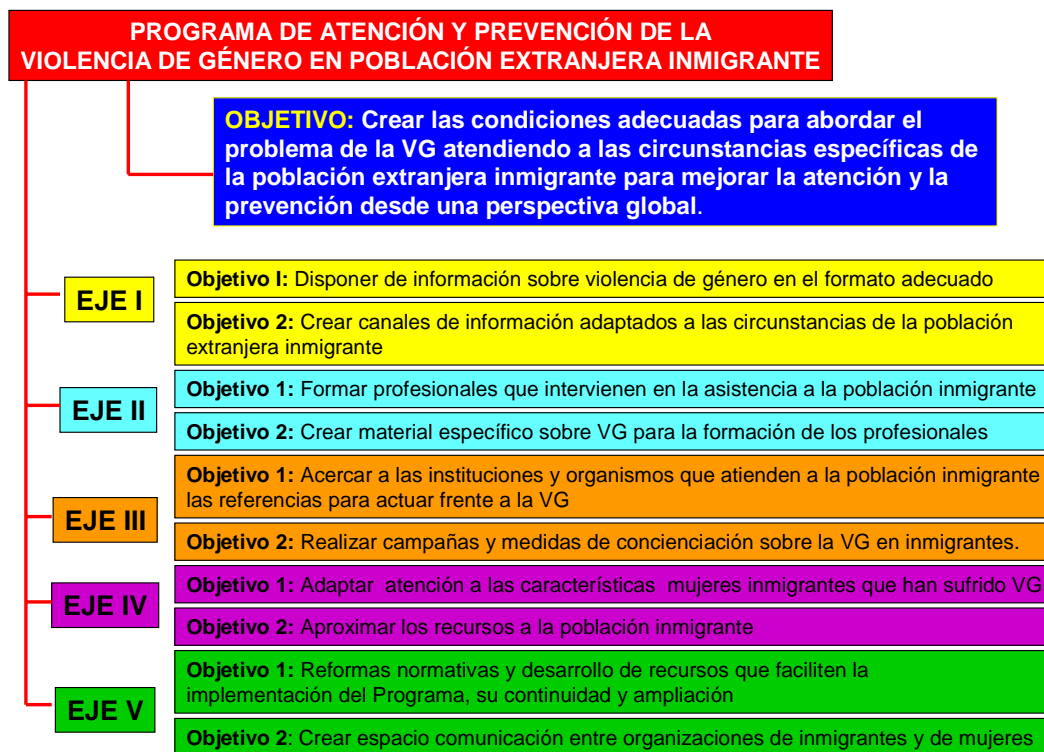 PROGRAMA DE ATENCIÓN Y PREVENCIÓN DE LA
VIOLENCIA DE GÉNERO EN POBLACIÓN EXTRANJERA INMIGRANTE
OBJETIVO: Crear las condiciones adecuadas para abordar el
problema de la VG atendiendo a las circunstancias específicas de
la población extranjera inmigrante para mejorar la atención y la
prevención desde una perspectiva global.
EJE I
Objetivo I: Disponer de información sobre violencia de género en el formato adecuado
Objetivo 2: Crear canales de información adaptados a las circunstancias de la población
extranjera inmigrante
EJE II
Objetivo 1: Formar profesionales que intervienen en la asistencia a la población inmigrante
Objetivo 2: Crear material específico sobre VG para la formación de los profesionales
EJE III
Objetivo 1: Acercar a las instituciones y organismos que atienden a la población inmigrante
las referencias para actuar frente a la VG
Objetivo 2: Realizar campañas y medidas de concienciación sobre la VG en inmigrantes.
EJE IV
Objetivo 1: Adaptar atención a las características mujeres inmigrantes que han sufrido VG
Objetivo 2: Aproximar los recursos a la población inmigrante
EJE V
Objetivo 1: Reformas normativas y desarrollo de recursos que faciliten la
implementación del Programa, su continuidad y ampliación
Objetivo 2: Crear espacio comunicación entre organizaciones de inmigrantes y de mujeres